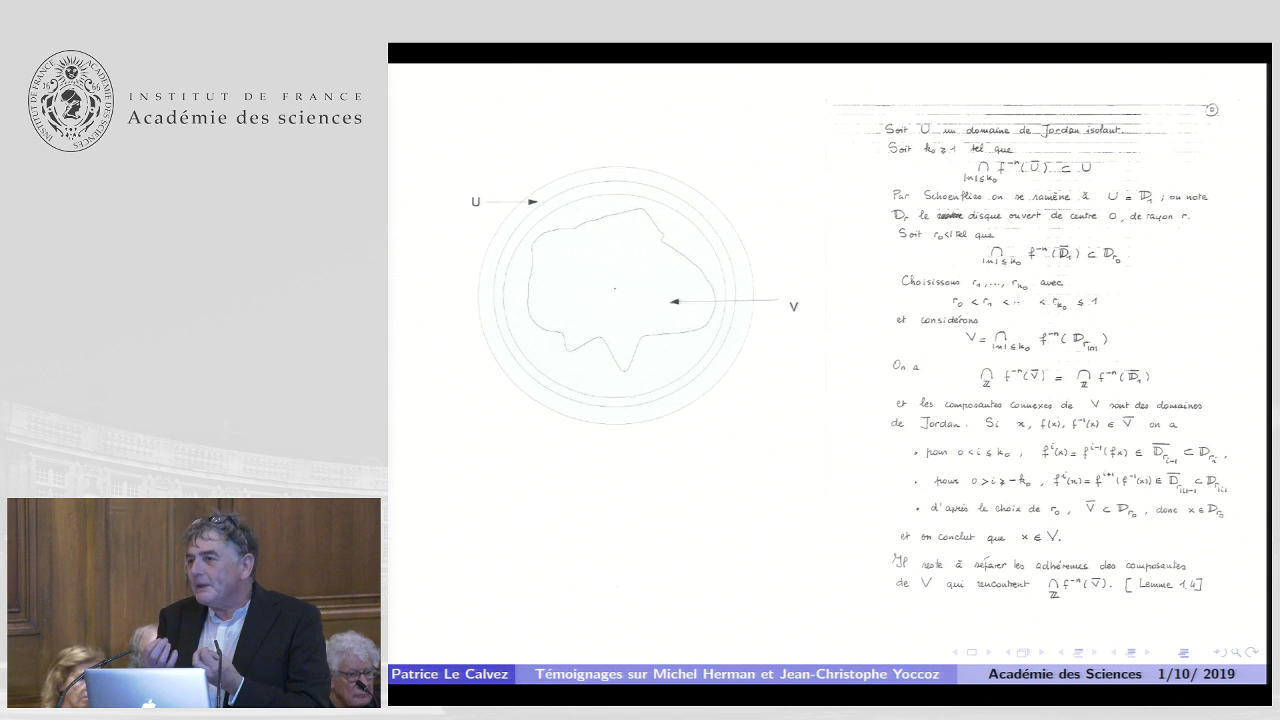 INSTITUT DE FRANCE
Académie des sciences
U
V
Soit U un domaine de Jordan isolant.
Soit k₀ ⩾ 1 tel que
⋂_{|n|≤k₀} f⁻ⁿ(Ū) ⊂ U
Par Schoenflies on se ramène à U = 𝔻₁ ; on note
𝔻r le disque ouvert de centre 0, de rayon r.
Soit r₀<1 tel que
⋂_{|n|≤k₀} f⁻ⁿ(𝔻̄₁) ⊂ 𝔻_{r₀}
Choisissons r₁,..., r_{k₀} avec
r₀ < r₁ < ... < r_{k₀} ≤ 1
et considérons
V = ⋂_{|n|≤k₀} f⁻ⁿ(𝔻_{r_{|n|}})
On a
⋂_ℤ f⁻ⁿ(V̄) = ⋂_ℤ f⁻ⁿ(𝔻̄₁)
et les composantes connexes de V sont des domaines
de Jordan. Si x, f(x), f⁻¹(x) ∈ V̄ on a
• pour 0 < i ≤ k₀, fⁱ(x) = fⁱ⁻¹(fx) ∈ 𝔻̄_{r_{i-1}} ⊂ 𝔻_{r_i},
• pour 0 > i ⩾ -k₀, fⁱ(x) = fⁱ⁺¹(f⁻¹(x)) ∈ 𝔻̄_{r_{|i|-1}} ⊂ 𝔻_{r_{|i|}}
• d'après le choix de r₀, V̄ ⊂ 𝔻_{r₀}, donc x ∈ 𝔻_{r₀}
et on conclut que x ∈ V.
Il reste à séparer les adhérences des composantes
de V qui rencontrent ⋂_ℤ f⁻ⁿ(V̄). [Lemme 1,4]
Patrice Le Calvez Témoignages sur Michel Herman et Jean-Christophe Yoccoz Académie des Sciences 1/10/ 2019